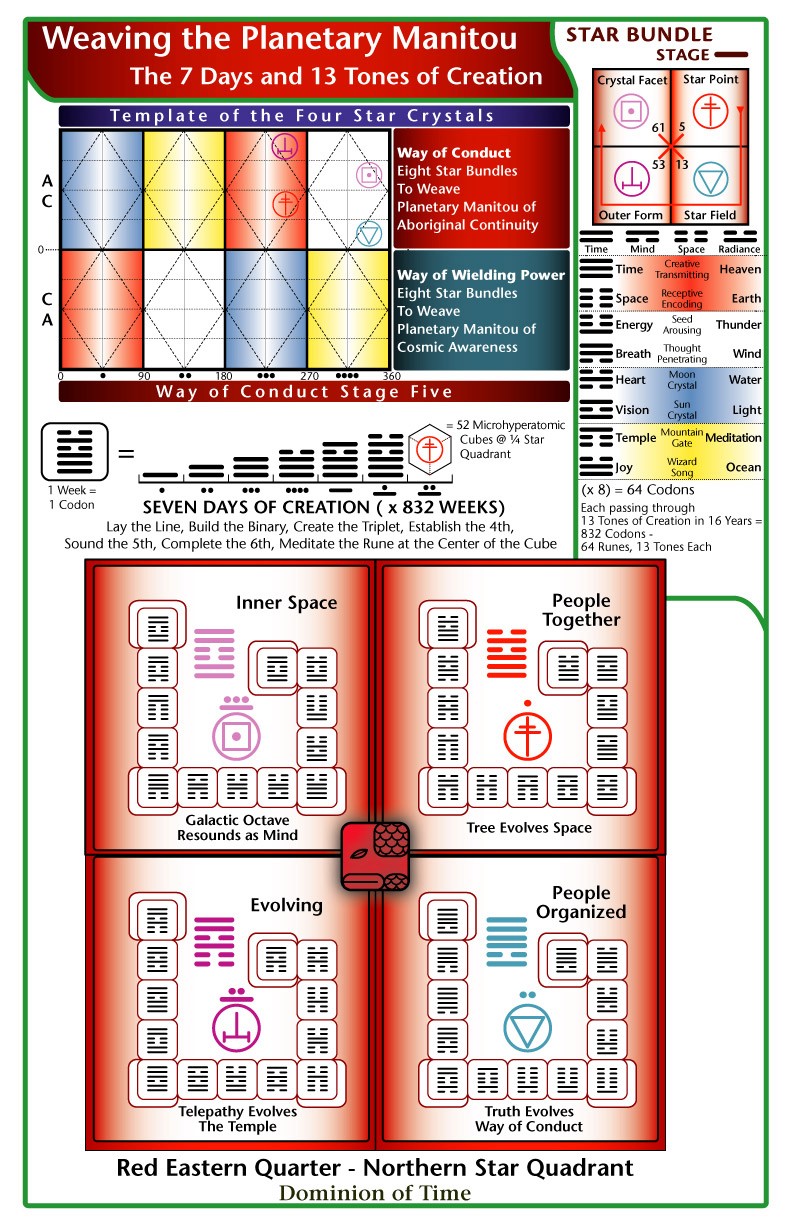 Weaving the Planetary Manitou
The 7 Days and 13 Tones of Creation
STAR BUNDLE
STAGE
Crystal Facet
Star Point
61
5
53
13
Outer Form
Star Field
Template of the Four Star Crystals
A
C
0
C
A
0
90
180
270
360
Way of Conduct
Eight Star Bundles
To Weave
Planetary Manitou of
Aboriginal Continuity
Way of Wielding Power
Eight Star Bundles
To Weave
Planetary Manitou of
Cosmic Awareness
Way of Conduct Stage Five
Time Mind Space Radiance
Time Creative Transmitting Heaven
Space Receptive Encoding Earth
Energy Seed Arousing Thunder
Breath Thought Penetrating Wind
Heart Moon Crystal Water
Vision Sun Crystal Light
Temple Mountain Gate Meditation
Joy Wizard Song Ocean
(x 8) = 64 Codons
Each passing through
13 Tones of Creation in 16 Years =
832 Codons -
64 Runes, 13 Tones Each
1 Week =
1 Codon
=
= 52 Microhyperatomic
Cubes @ ¼ Star
Quadrant
SEVEN DAYS OF CREATION ( x 832 WEEKS)
Lay the Line, Build the Binary, Create the Triplet, Establish the 4th,
Sound the 5th, Complete the 6th, Meditate the Rune at the Center of the Cube
Inner Space
Galactic Octave
Resounds as Mind
People
Together
Tree Evolves Space
Evolving
Telepathy Evolves
The Temple
People
Organized
Truth Evolves
Way of Conduct
Red Eastern Quarter - Northern Star Quadrant
Dominion of Time